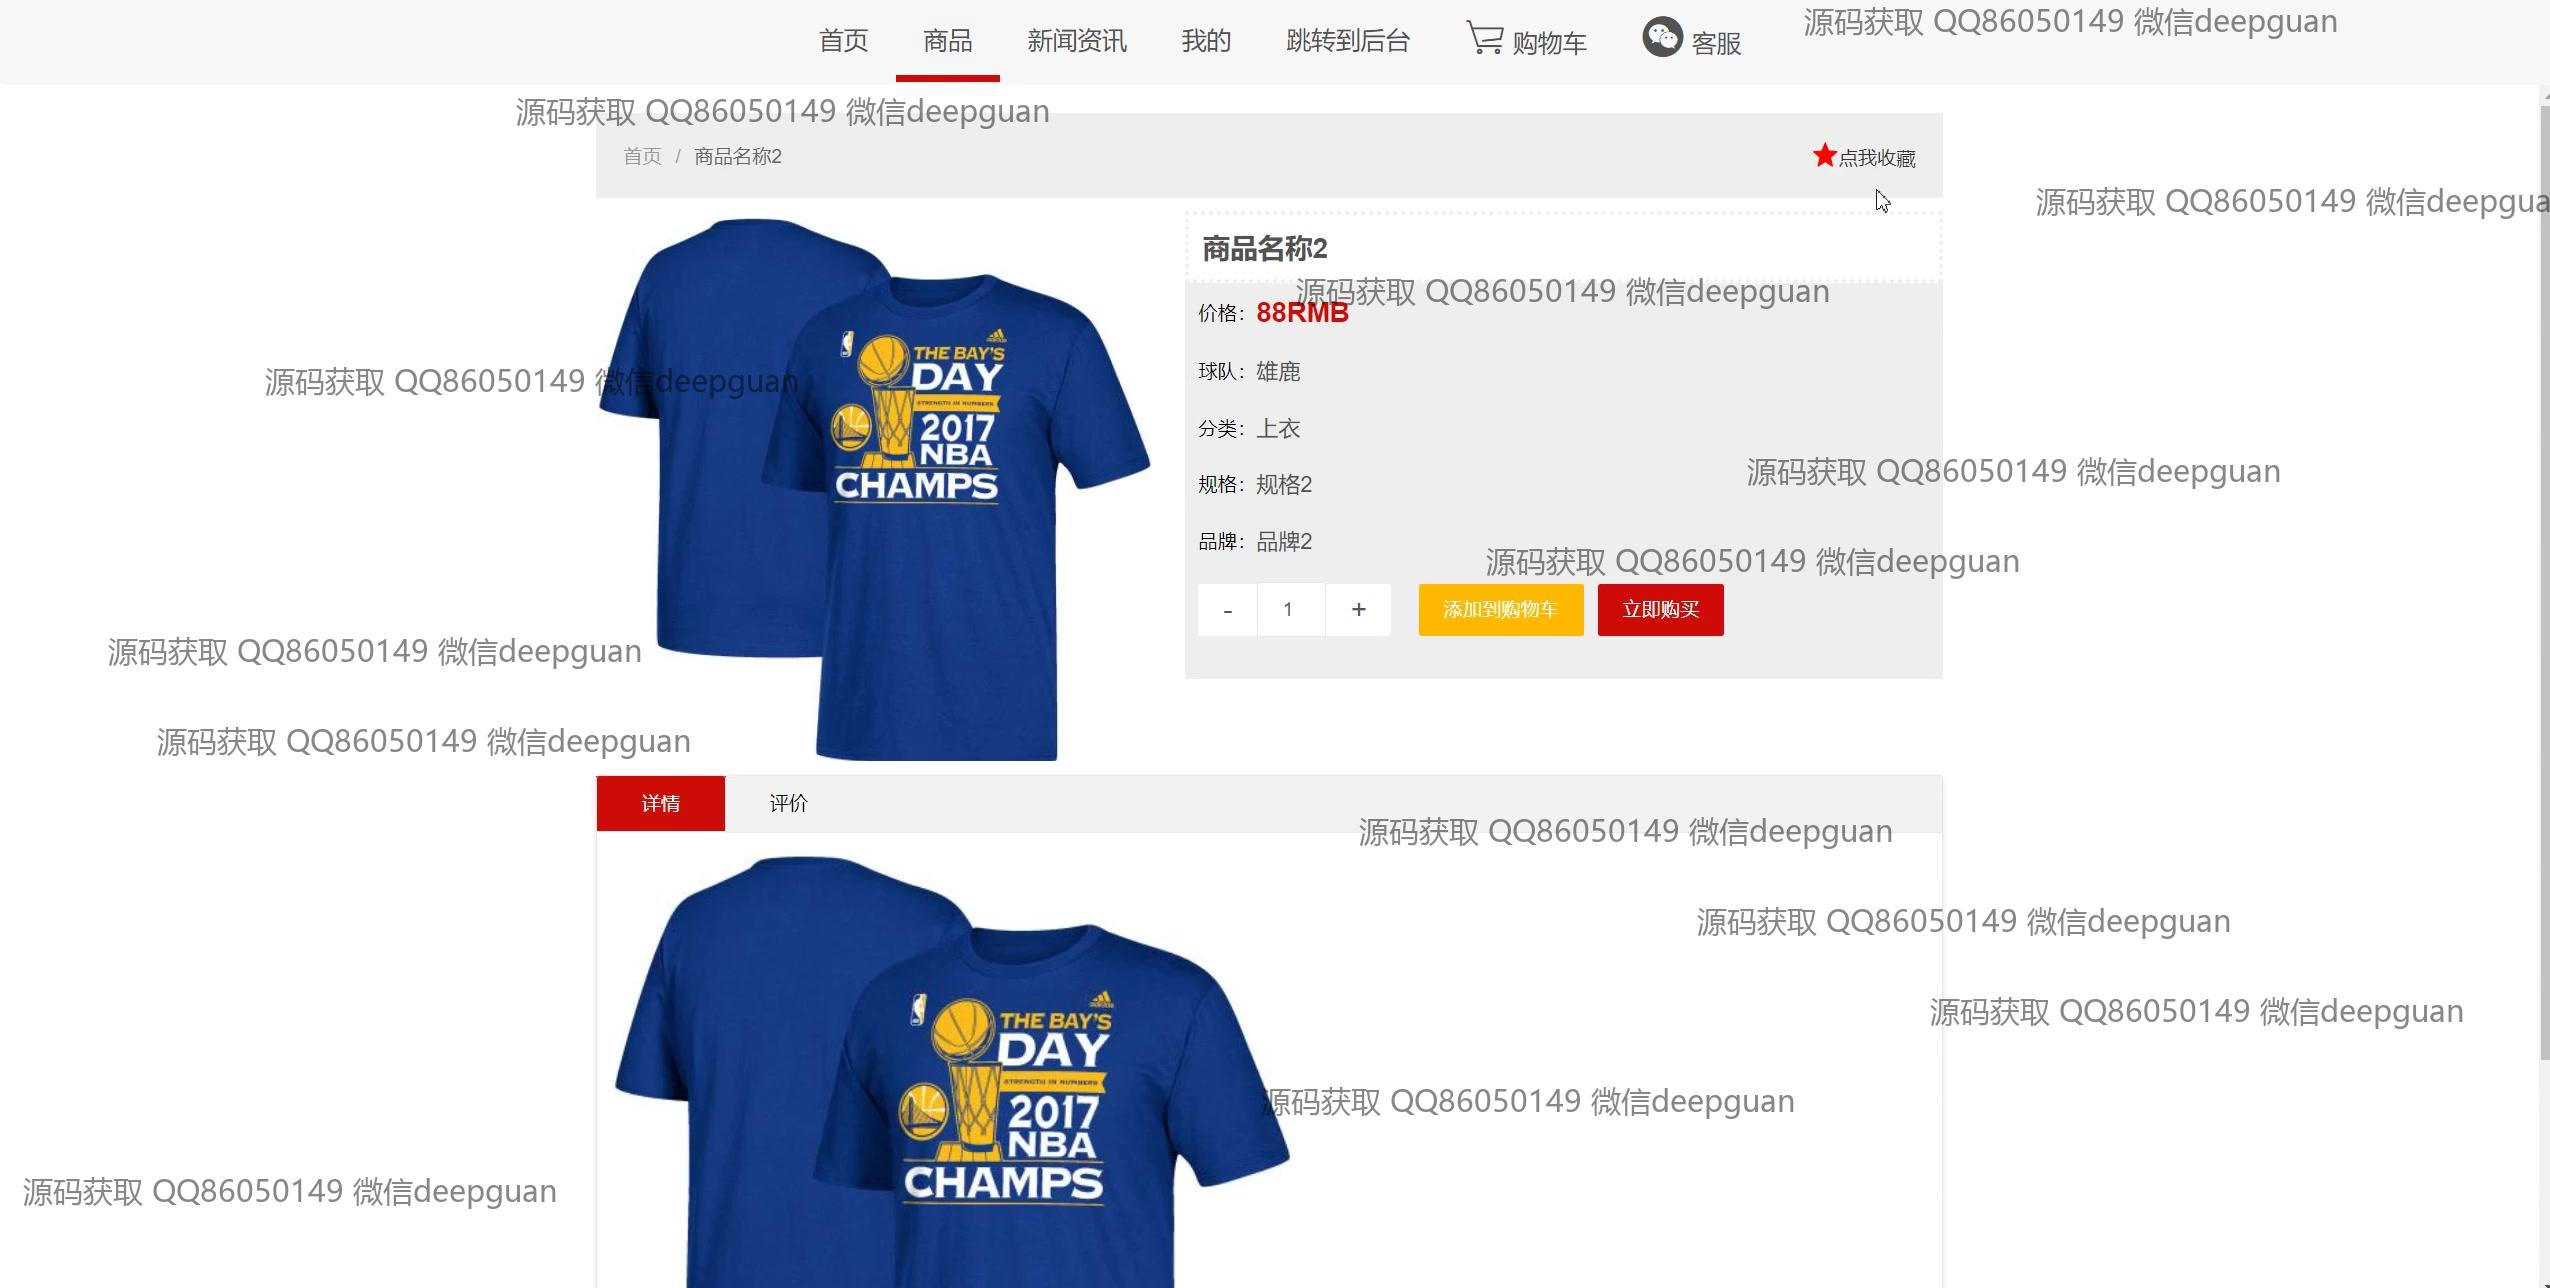 首页 商品 新闻资讯 我的 跳转到后台 购物车 客服
源码获取 QQ86050149 微信deepguan
源码获取 QQ86050149 微信deepguan
首页 / 商品名称2 点我收藏
源码获取 QQ86050149 微信deepgua
商品名称2
源码获取 QQ86050149 微信deepguan
价格：88RMB
球队：雄鹿
源码获取 QQ86050149 微信deepguan
分类：上衣
源码获取 QQ86050149 微信deepguan
规格：规格2
品牌：品牌2
源码获取 QQ86050149 微信deepguan
- 1 + 添加到购物车 立即购买
adidas
THE BAY'S
DAY
STRENGTH IN NUMBERS
2017
NBA
CHAMPS
源码获取 QQ86050149 微信deepguan
源码获取 QQ86050149 微信deepguan
详情 评价
源码获取 QQ86050149 微信deepguan
源码获取 QQ86050149 微信deepguan
adidas
THE BAY'S
DAY
STRENGTH IN NUMBERS
2017
NBA
CHAMPS
源码获取 QQ86050149 微信deepguan
源码获取 QQ86050149 微信deepguan
源码获取 QQ86050149 微信deepguan